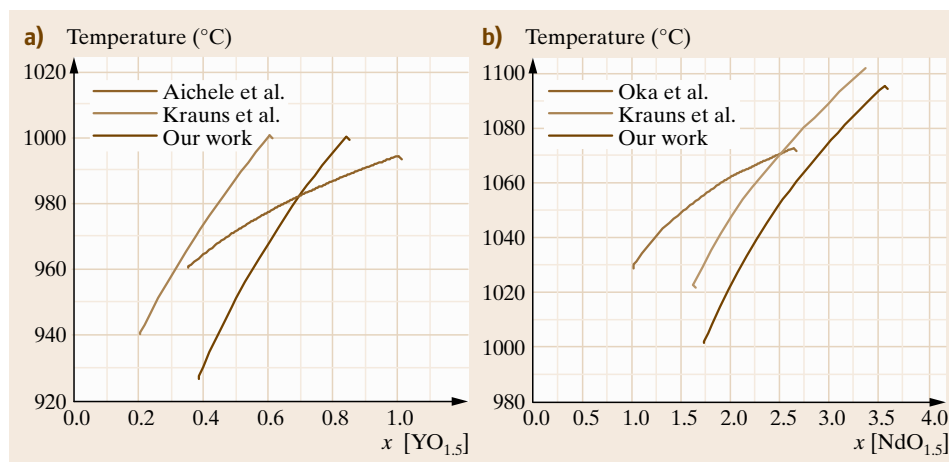 a) Temperature (°C)
1020
1000
980
960
940
920
0.0 0.2 0.4 0.6 0.8 1.0
x [YO1.5]
Aichele et al.
Krauns et al.
Our work
b) Temperature (°C)
1100
1080
1060
1040
1020
1000
980
0.0 0.5 1.0 1.5 2.0 2.5 3.0 3.5 4.0
x [NdO1.5]
Oka et al.
Krauns et al.
Our work